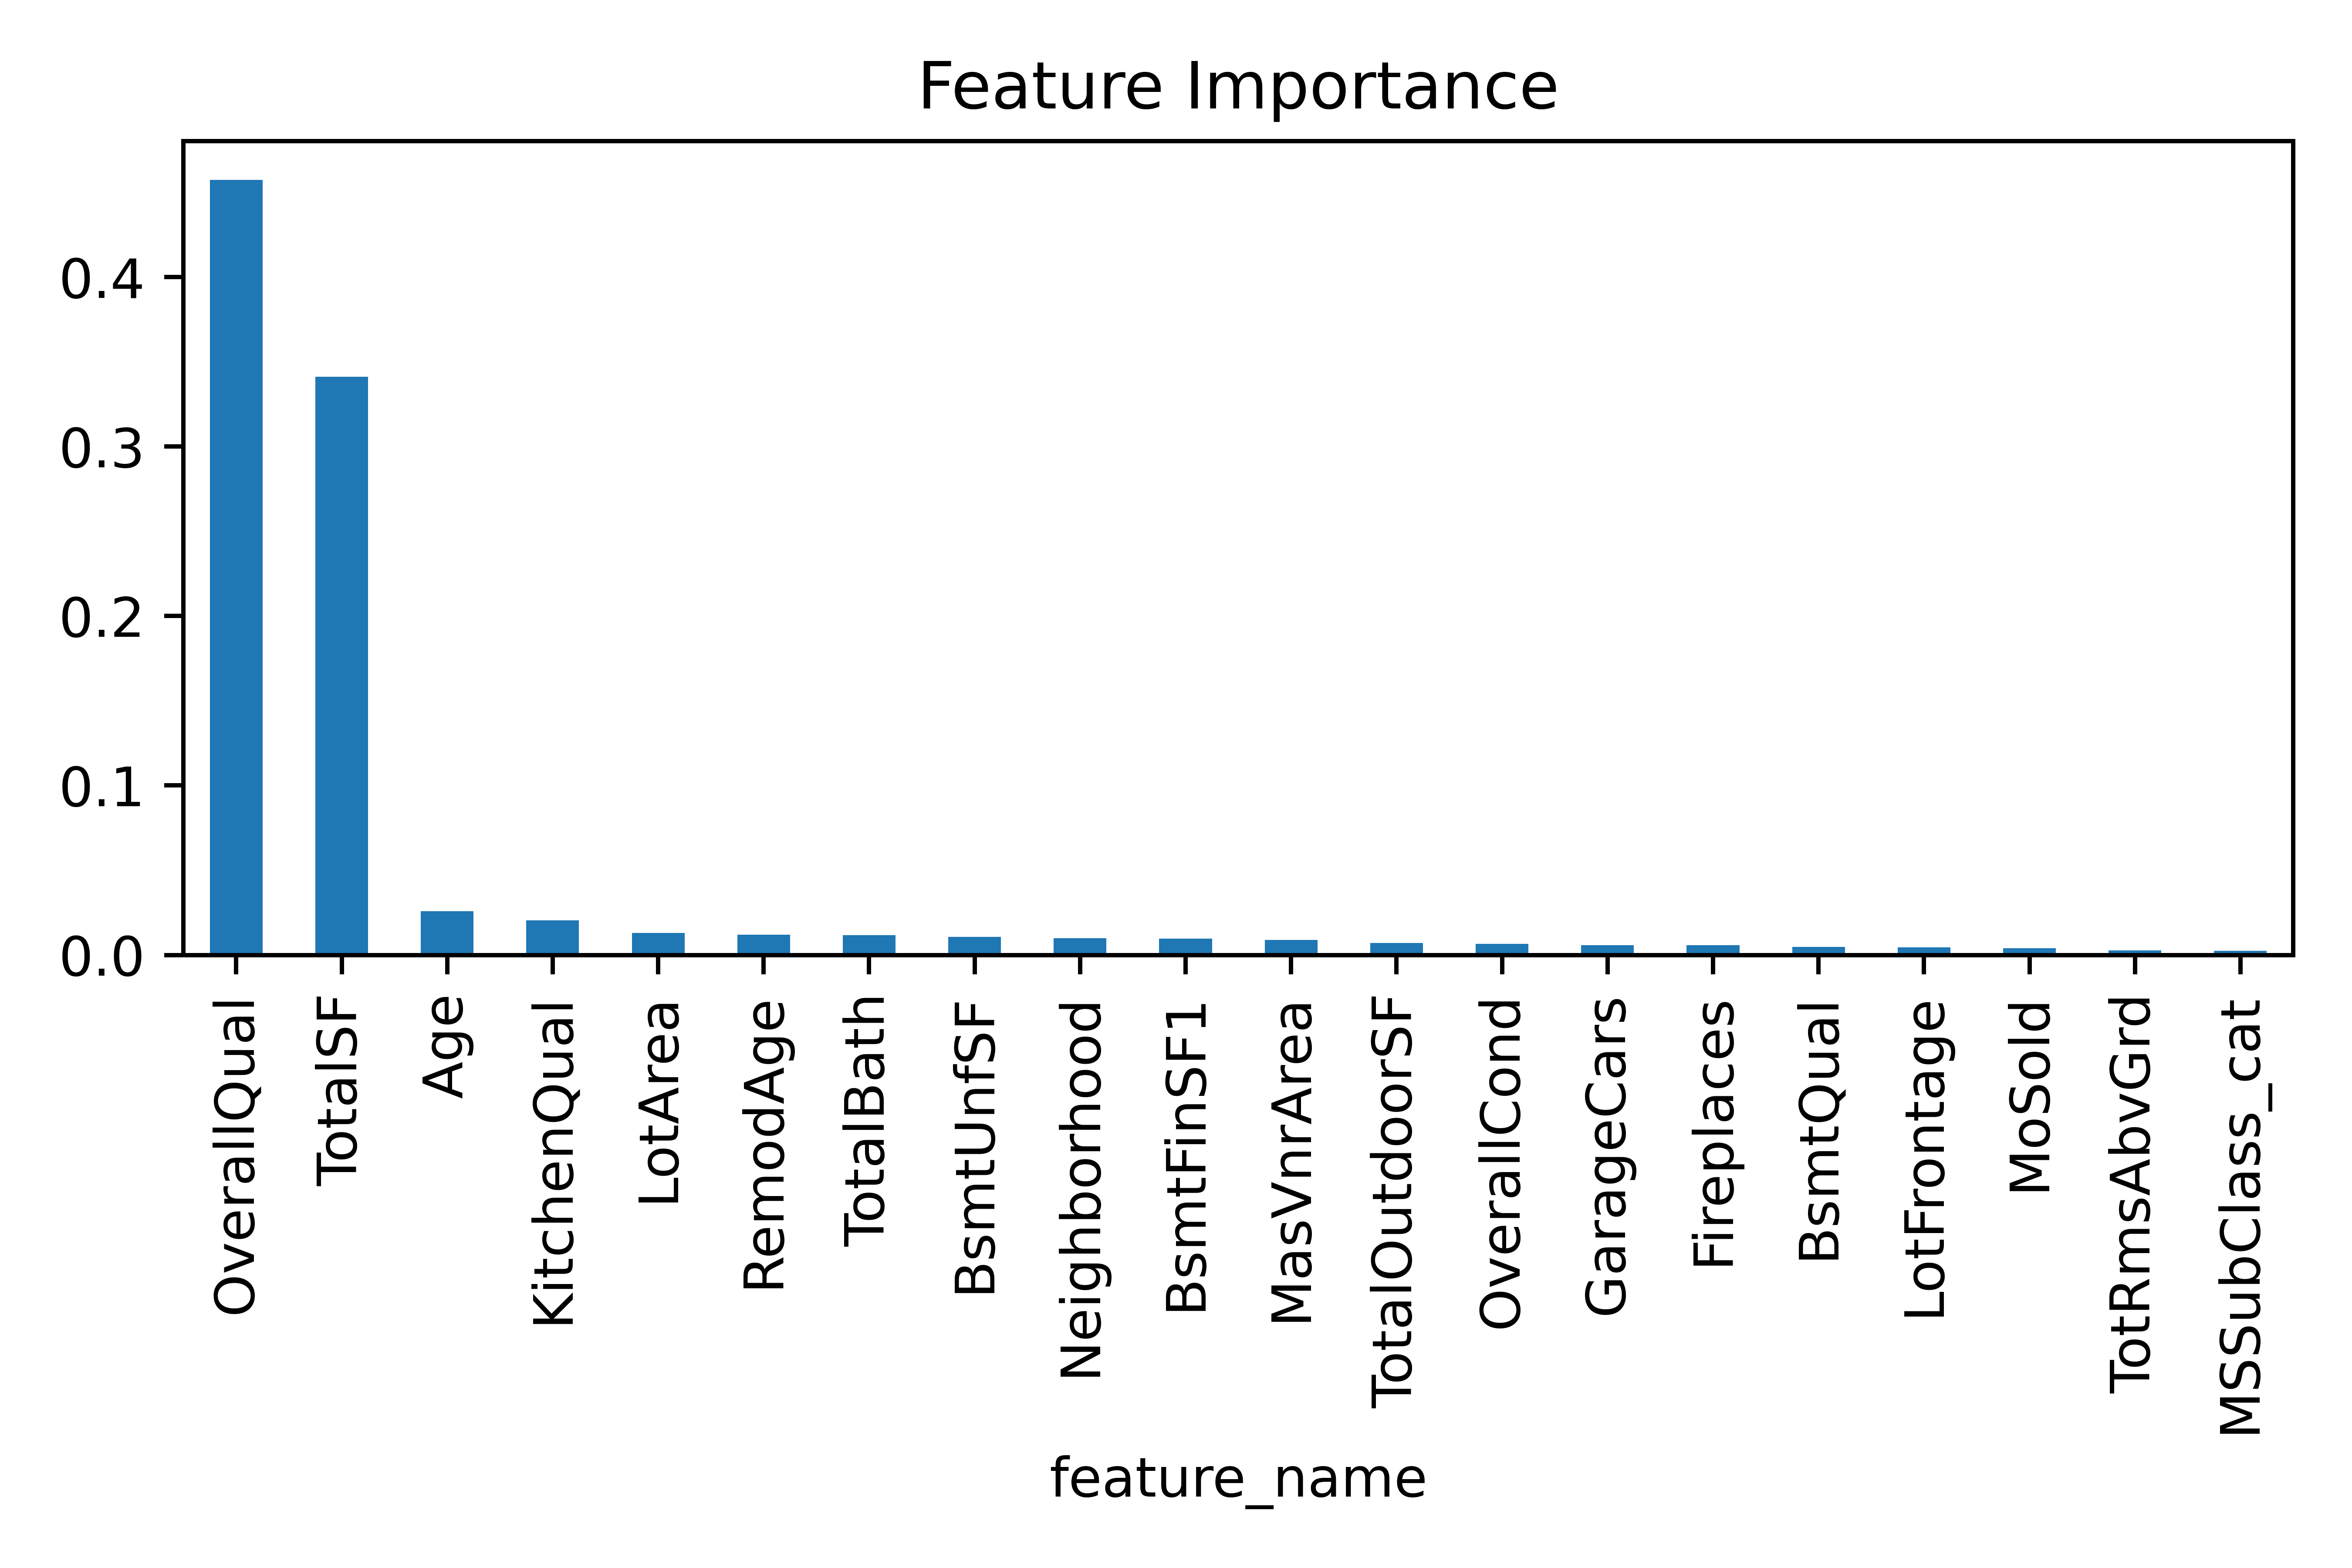 Feature Importance
0.4
0.3
0.2
0.1
0.0
OverallQual
TotalSF
Age
KitchenQual
LotArea
RemodAge
TotalBath
BsmtUnfSF
Neighborhood
BsmtFinSF1
MasVnrArea
TotalOutdoorSF
OverallCond
GarageCars
Fireplaces
BsmtQual
LotFrontage
MoSold
TotRmsAbvGrd
MSSubClass_cat
feature_name